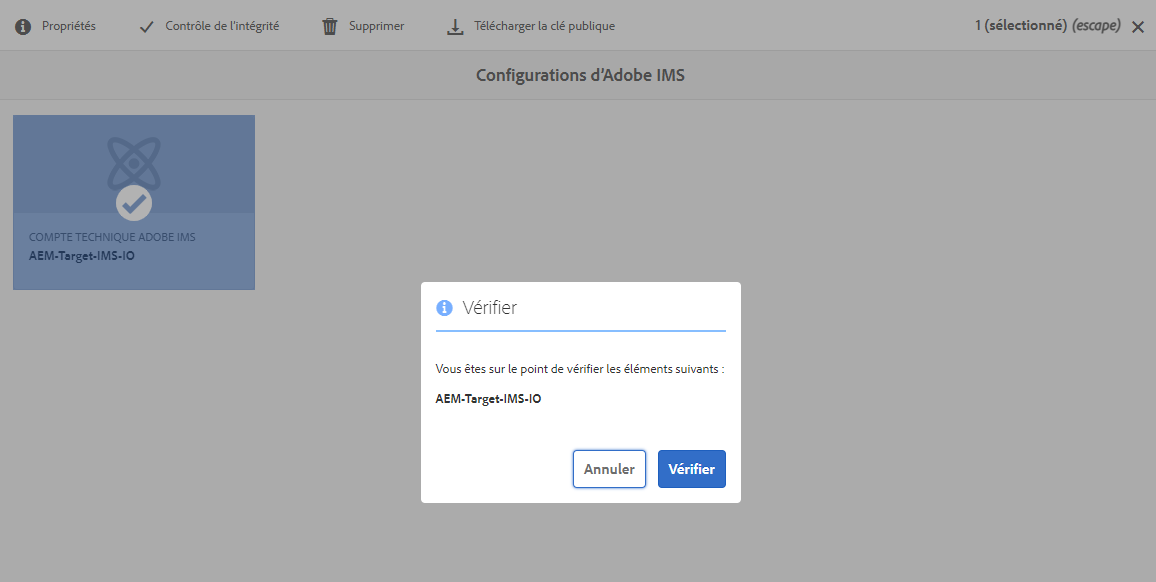 Propriétés Contrôle de l'intégrité Supprimer Télécharger la clé publique 1 (sélectionné) (escape)
Configurations d'Adobe IMS
COMPTE TECHNIQUE ADOBE IMS
AEM-Target-IMS-IO
Vérifier
Vous êtes sur le point de vérifier les éléments suivants :
AEM-Target-IMS-IO
Annuler Vérifier